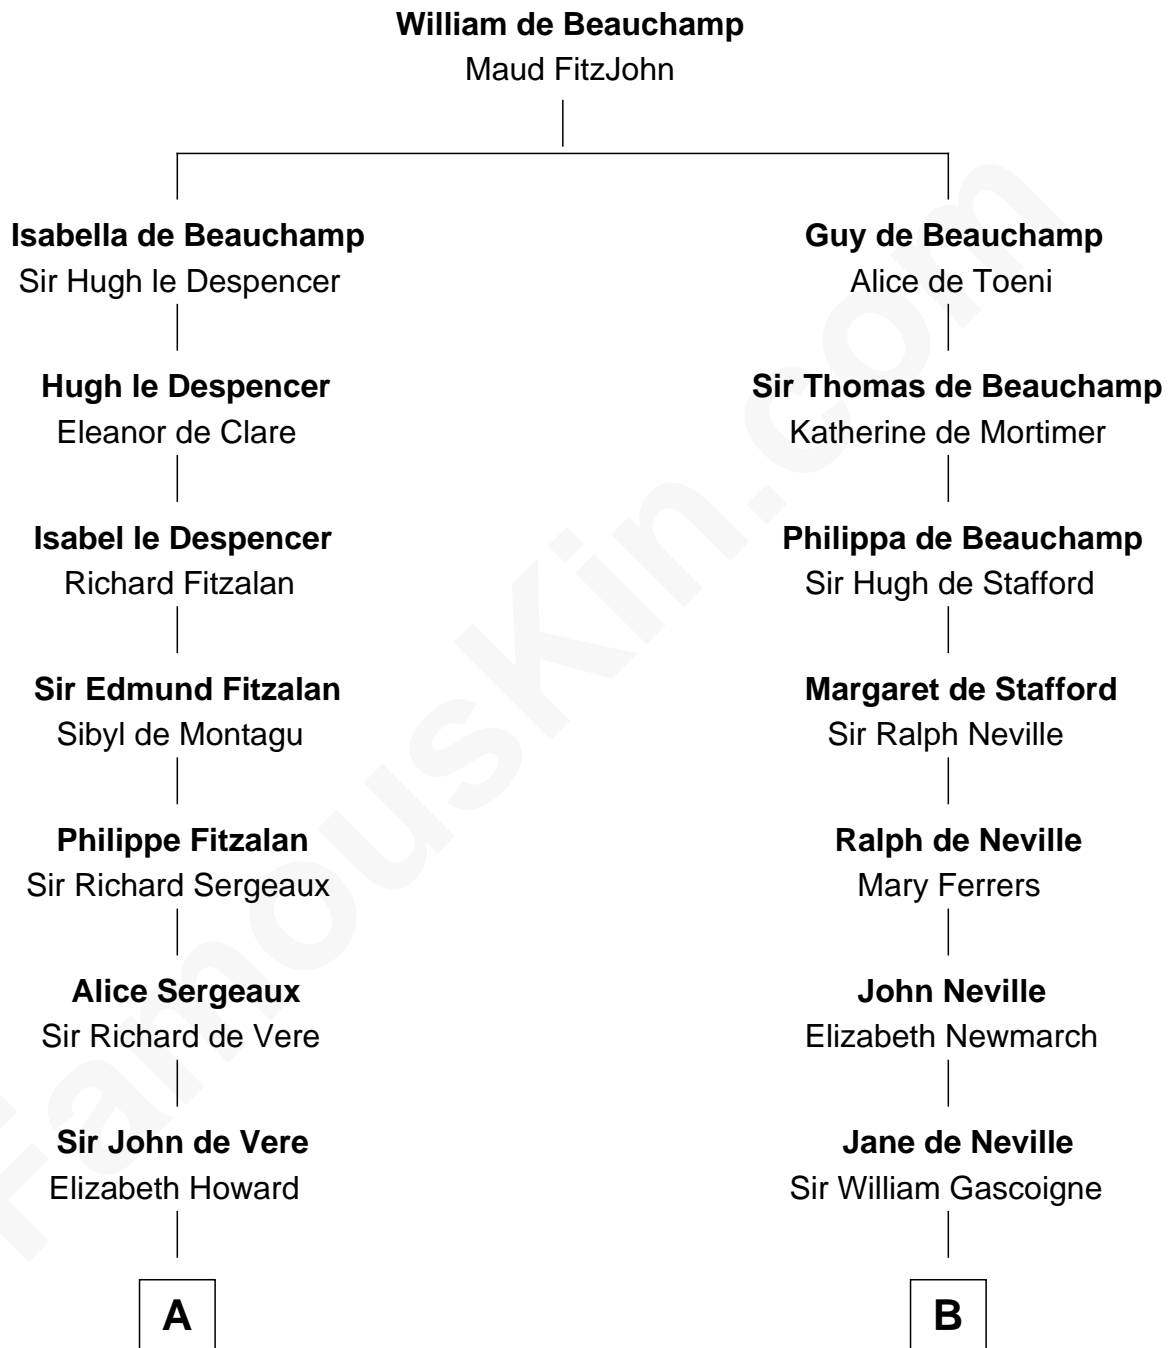 William de Beauchamp
Maud FitzJohn
Isabella de Beauchamp
Sir Hugh le Despencer
Guy de Beauchamp
Alice de Toeni
Hugh le Despencer
Eleanor de Clare
Sir Thomas de Beauchamp
Katherine de Mortimer
Isabel le Despencer
Richard Fitzalan
Philippa de Beauchamp
Sir Hugh de Stafford
Sir Edmund Fitzalan
Sibyl de Montagu
Margaret de Stafford
Sir Ralph Neville
Philippe Fitzalan
Sir Richard Sergeaux
Ralph de Neville
Mary Ferrers
Alice Sergeaux
Sir Richard de Vere
John Neville
Elizabeth Newmarch
Sir John de Vere
Elizabeth Howard
Jane de Neville
Sir William Gascoigne
A
B
FamousKin.com